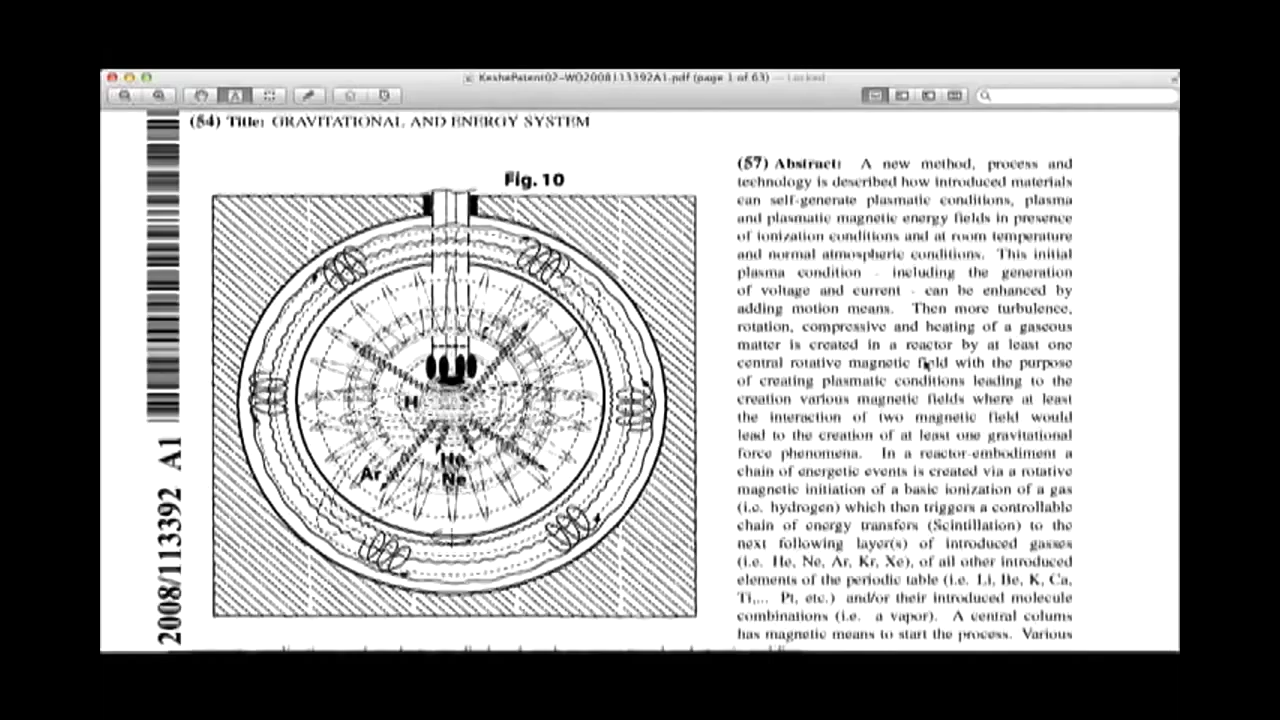 KeshePatent02-WO2008113392A1.pdf (page 1 of 63) — Locked
(54) Title: GRAVITATIONAL AND ENERGY SYSTEM
2008/113392 A1
Fig. 10
H
He
Ar
Ne
(57) Abstract: A new method, process and
technology is described how introduced materials
can self-generate plasmatic conditions, plasma
and plasmatic magnetic energy fields in presence
of ionization conditions and at room temperature
and normal atmospheric conditions. This initial
plasma condition - including the generation
of voltage and current - can be enhanced by
adding motion means. Then more turbulence,
rotation, compressive and heating of a gaseous
matter is created in a reactor by at least one
central rotative magnetic field with the purpose
of creating plasmatic conditions leading to the
creation various magnetic fields where at least
the interaction of two magnetic field would
lead to the creation of at least one gravitational
force phenomena. In a reactor-embodiment a
chain of energetic events is created via a rotative
magnetic initiation of a basic ionization of a gas
(i.e. hydrogen) which then triggers a controllable
chain of energy transfers (Scintillation) to the
next following layer(s) of introduced gasses
(i.e. He, Ne, Ar, Kr, Xe), of all other introduced
elements of the periodic table (i.e. Li, Be, K, Ca,
Ti,... Pt, etc.) and/or their introduced molecule
combinations (i.e. a vapor). A central column
has magnetic means to start the process. Various